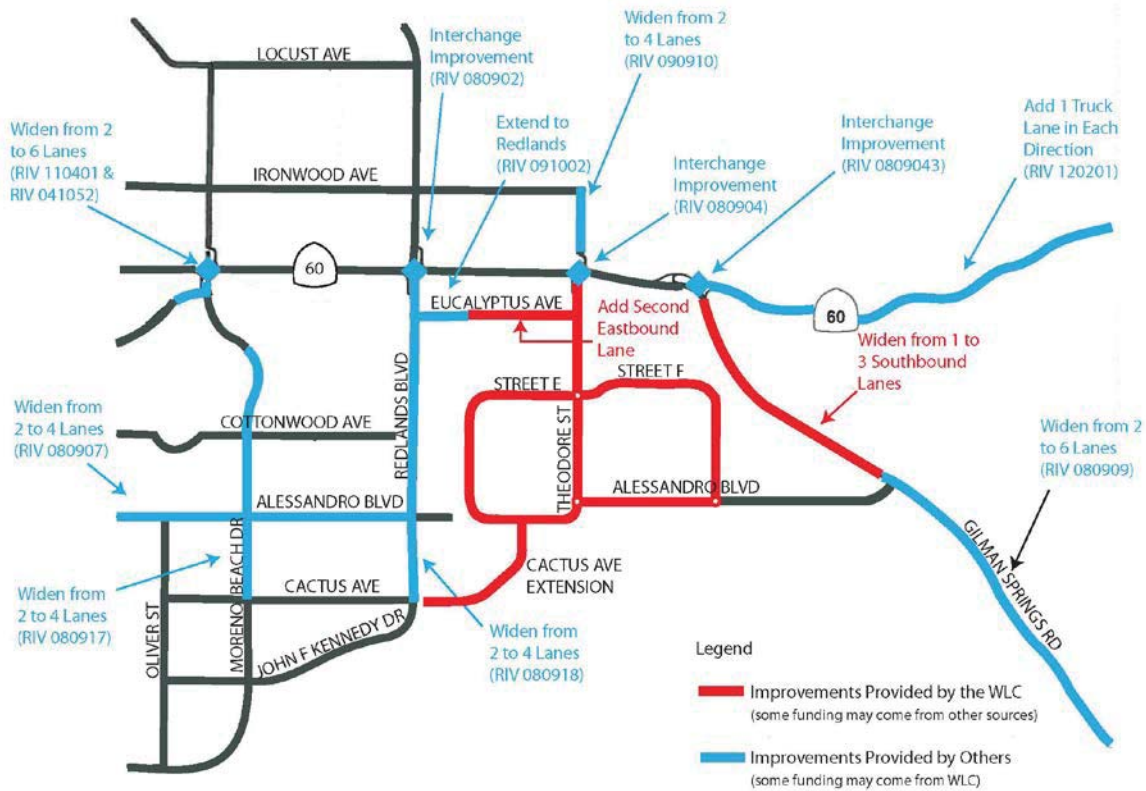 LOCUST AVE
Interchange
Improvement
(RIV 080902)
Widen from 2
to 4 Lanes
(RIV 090910)
Widen from 2
to 6 Lanes
(RIV 110401 &
RIV 041052)
Extend to
Redlands
(RIV 091002)
Interchange
Improvement
(RIV 080904)
Interchange
Improvement
(RIV 0809043)
Add 1 Truck
Lane in Each
Direction
(RIV 120201)
IRONWOOD AVE
60
EUCALYPTUS AVE
Add Second
Eastbound
Lane
60
Widen from 1 to
3 Southbound
Lanes
STREET E
STREET F
REDLANDS BLVD
THEODORE ST
Widen from
2 to 4 Lanes
(RIV 080907)
COTTONWOOD AVE
Widen from 2
to 6 Lanes
(RIV 080909)
ALESSANDRO BLVD
ALESSANDRO BLVD
GILMAN SPRINGS RD
Widen from
2 to 4 Lanes
(RIV 080917)
OLIVER ST
MORENO BEACH DR
CACTUS AVE
CACTUS AVE
EXTENSION
JOHN F KENNEDY DR
Widen from
2 to 4 Lanes
(RIV 080918)
Legend
Improvements Provided by the WLC
(some funding may come from other sources)
Improvements Provided by Others
(some funding may come from WLC)